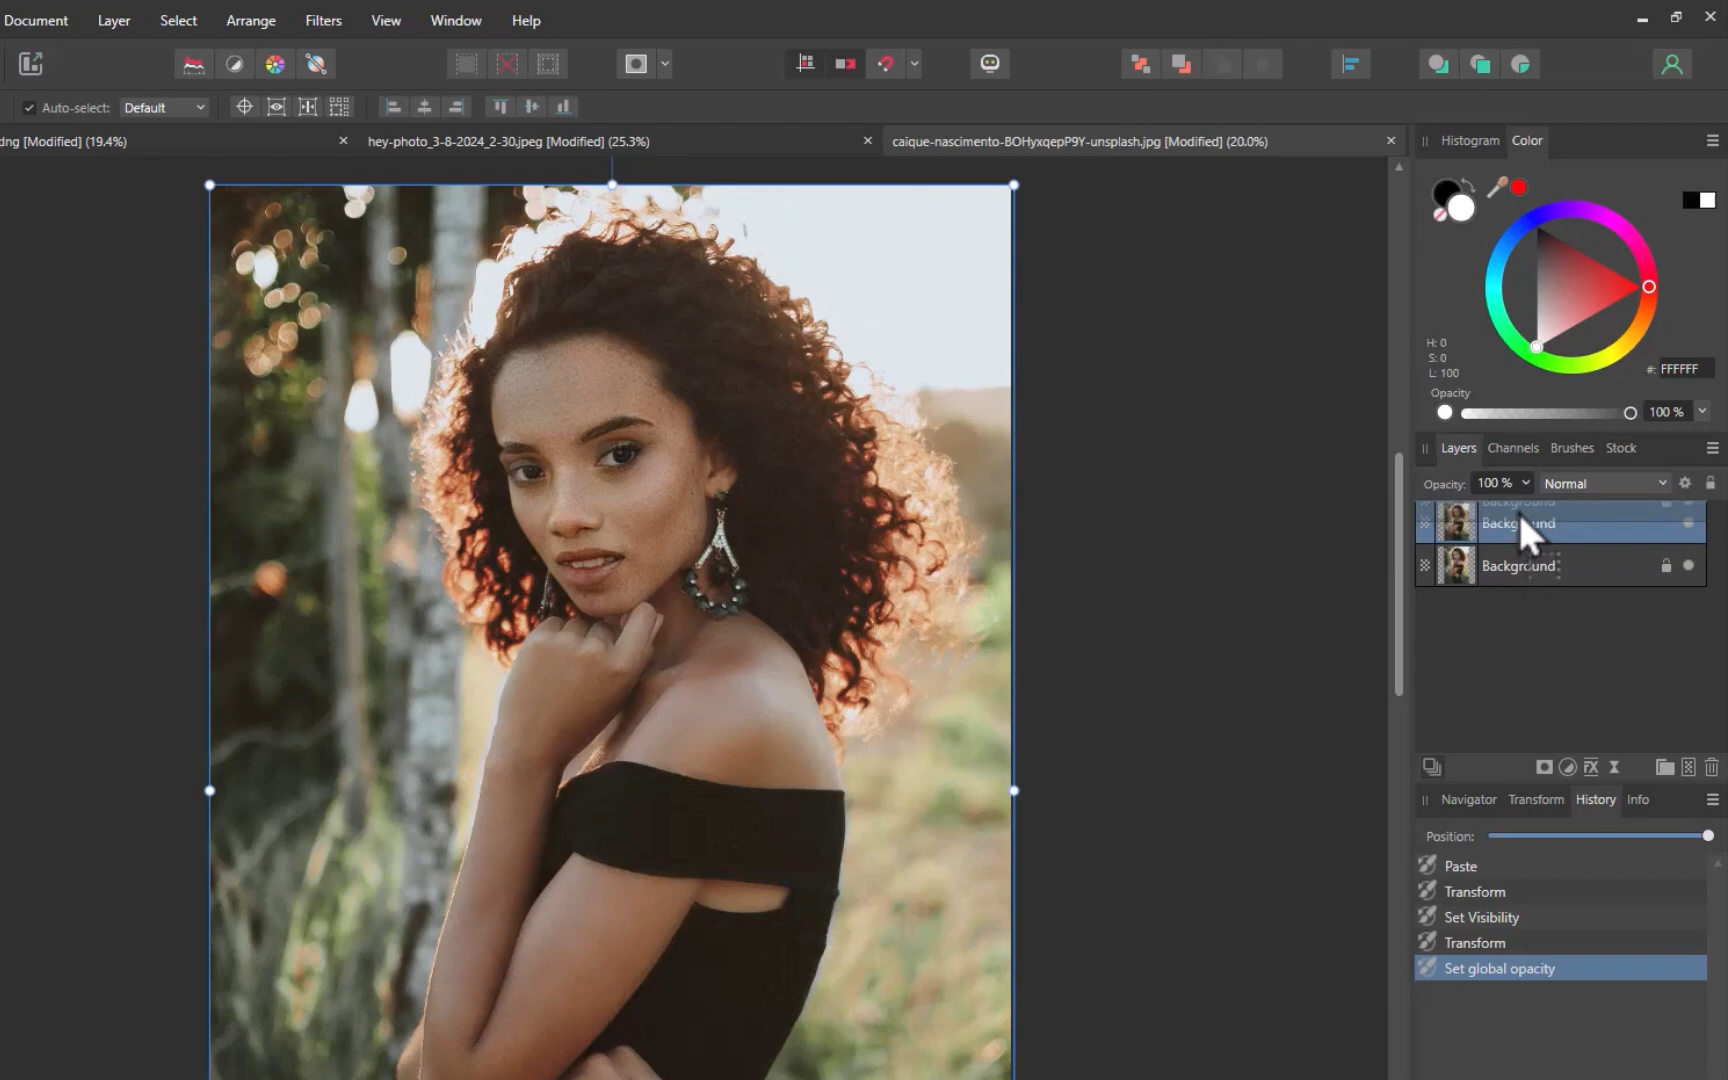 Document Layer Select Arrange Filters View Window Help
Auto-select: Default
dng [Modified] (19.4%)
hey-photo_3-8-2024_2-30.jpeg [Modified] (25.3%)
caique-nascimento-BOHyxqepP9Y-unsplash.jpg [Modified] (20.0%)
Histogram Color
H: 0
S: 0
L: 100
#: FFFFFF
Opacity
100 %
Layers Channels Brushes Stock
Opacity: 100 % Normal
Background
Background
Background
Navigator Transform History Info
Position:
Paste
Transform
Set Visibility
Transform
Set global opacity